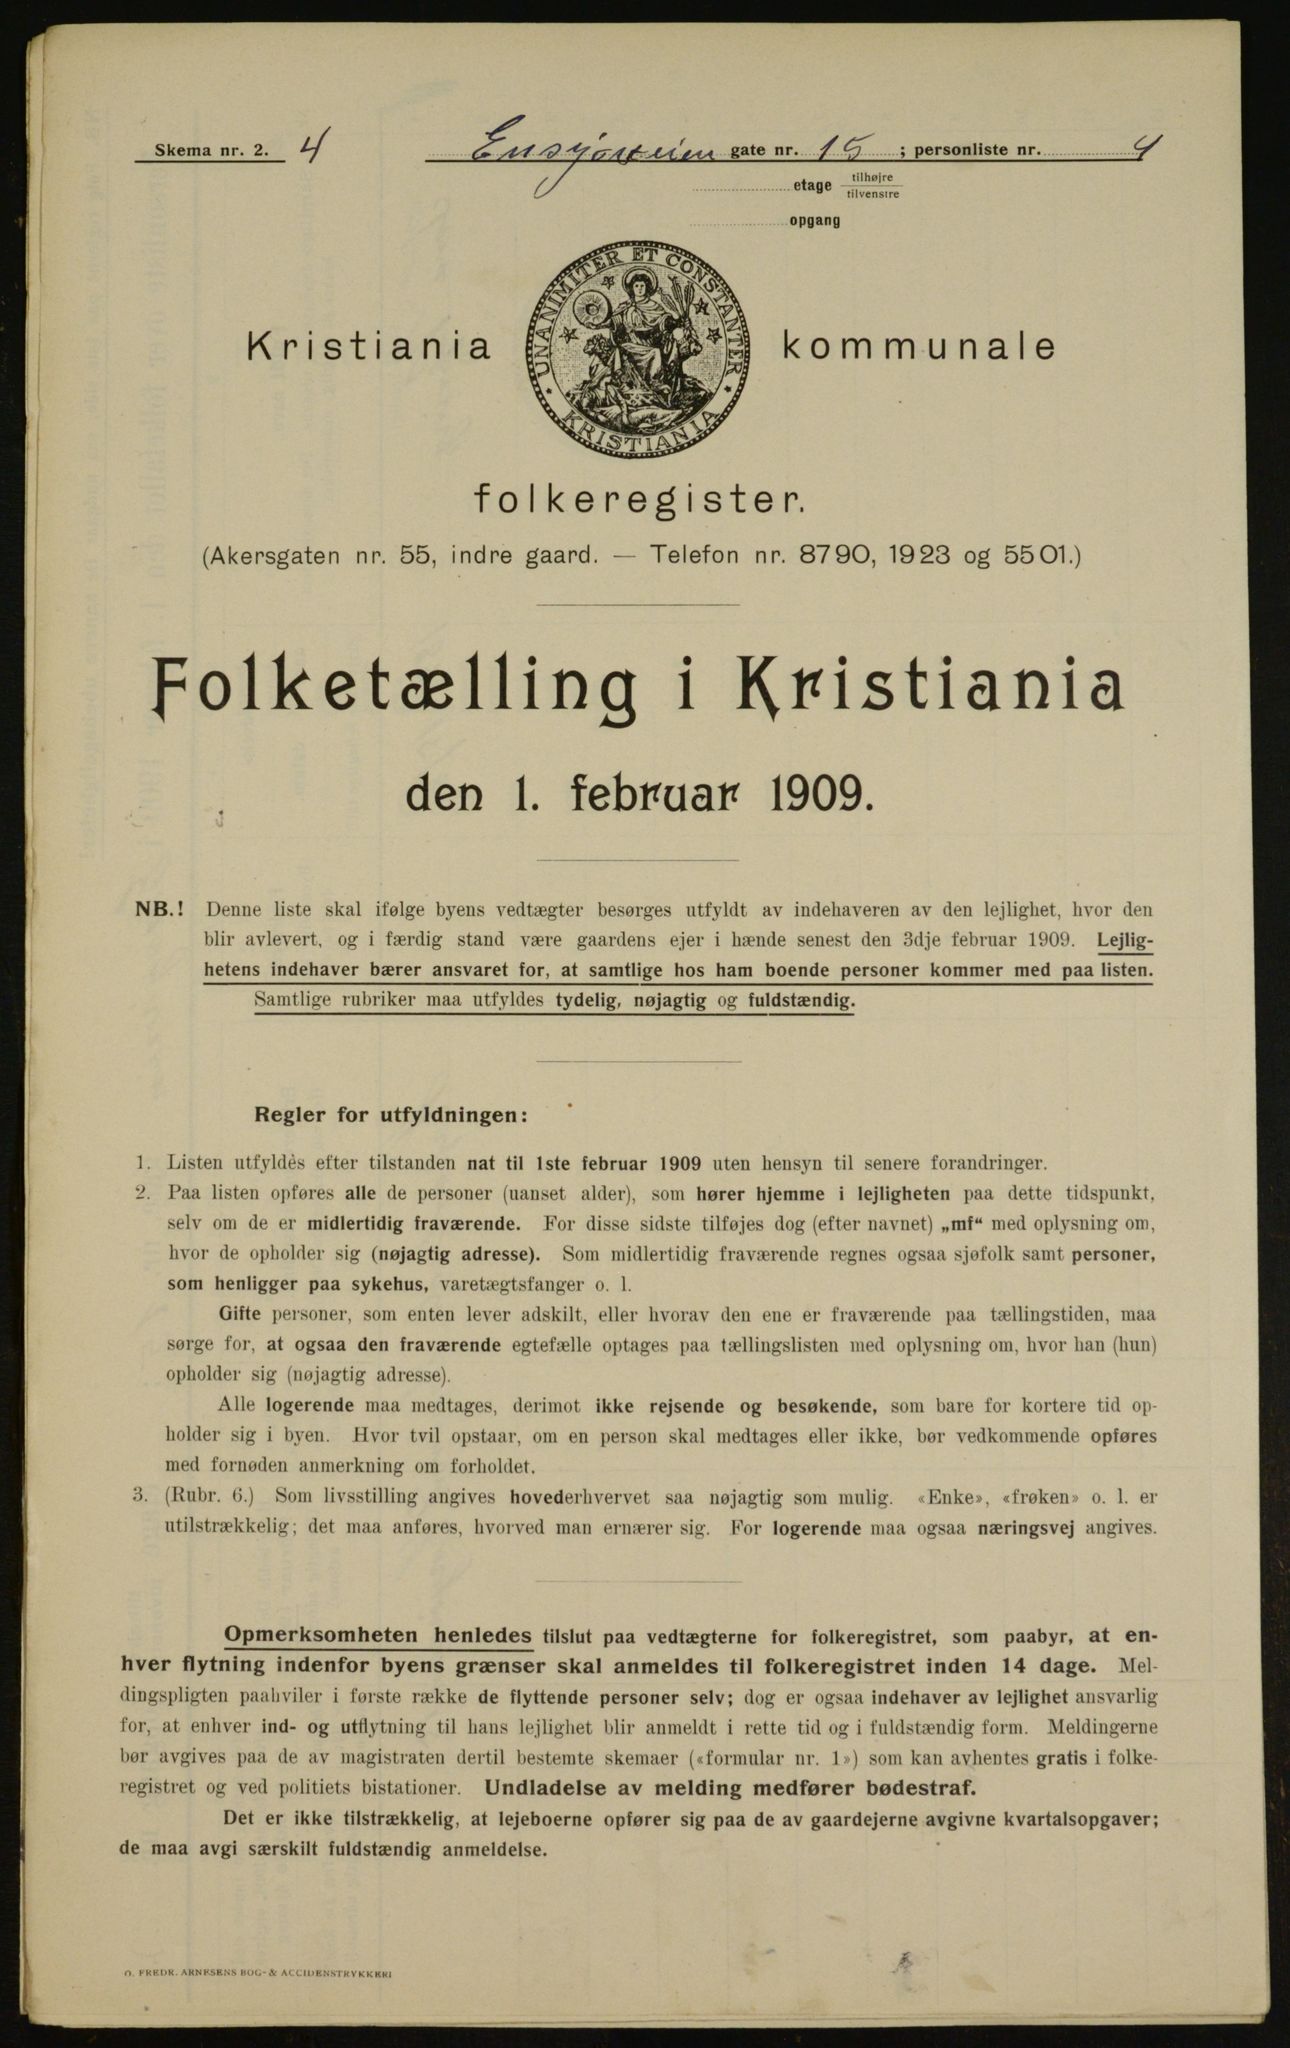 Skema nr. 2. 4 Ensjøveien gate nr. 15 ; personliste nr. 4
etage tilhøjre
tilvenstre
opgang
UNANIMITER ET CONSTANTER
KRISTIANIA
Kristiania kommunale
folkeregister.
(Akersgaten nr. 55, indre gaard. — Telefon nr. 8790, 1923 og 5501.)
Folketælling i Kristiania
den 1. februar 1909.
NB.! Denne liste skal ifølge byens vedtægter besørges utfyldt av indehaveren av den lejlighet, hvor den
blir avlevert, og i færdig stand være gaardens ejer i hænde senest den 3dje februar 1909. Lejlig-
hetens indehaver bærer ansvaret for, at samtlige hos ham boende personer kommer med paa listen.
Samtlige rubriker maa utfyldes tydelig, nøjagtig og fuldstændig.
Regler for utfyldningen:
1. Listen utfyldes efter tilstanden nat til 1ste februar 1909 uten hensyn til senere forandringer.
2. Paa listen opføres alle de personer (uanset alder), som hører hjemme i lejligheten paa dette tidspunkt,
selv om de er midlertidig fraværende. For disse sidste tilføjes dog (efter navnet) „mf“ med oplysning om,
hvor de opholder sig (nøjagtig adresse). Som midlertidig fraværende regnes ogsaa sjøfolk samt personer,
som henligger paa sykehus, varetægtsfanger o. l.
Gifte personer, som enten lever adskilt, eller hvorav den ene er fraværende paa tællingstiden, maa
sørge for, at ogsaa den fraværende egtefælle optages paa tællingslisten med oplysning om, hvor han (hun)
opholder sig (nøjagtig adresse).
Alle logerende maa medtages, derimot ikke rejsende og besøkende, som bare for kortere tid op-
holder sig i byen. Hvor tvil opstaar, om en person skal medtages eller ikke, bør vedkommende opføres
med fornøden anmerkning om forholdet.
3. (Rubr. 6.) Som livsstilling angives hovederhvervet saa nøjagtig som mulig. «Enke», «frøken» o. l. er
utilstrækkelig; det maa anføres, hvorved man ernærer sig. For logerende maa ogsaa næringsvej angives.
Opmerksomheten henledes tilslut paa vedtægterne for folkeregistret, som paabyr, at en-
hver flytning indenfor byens grænser skal anmeldes til folkeregistret inden 14 dage. Mel-
dingspligten paahviler i første række de flyttende personer selv; dog er ogsaa indehaver av lejlighet ansvarlig
for, at enhver ind- og utflytning til hans lejlighet blir anmeldt i rette tid og i fuldstændig form. Meldingerne
bør avgives paa de av magistraten dertil bestemte skemaer («formular nr. 1») som kan avhentes gratis i folke-
registret og ved politiets bistationer. Undladelse av melding medfører bødestraf.
Det er ikke tilstrækkelig, at lejeboerne opfører sig paa de av gaardejerne avgivne kvartalsopgaver;
de maa avgi særskilt fuldstændig anmeldelse.
O. FREDR. ARNESENS BOG- & ACCIDENSTRYKKERI